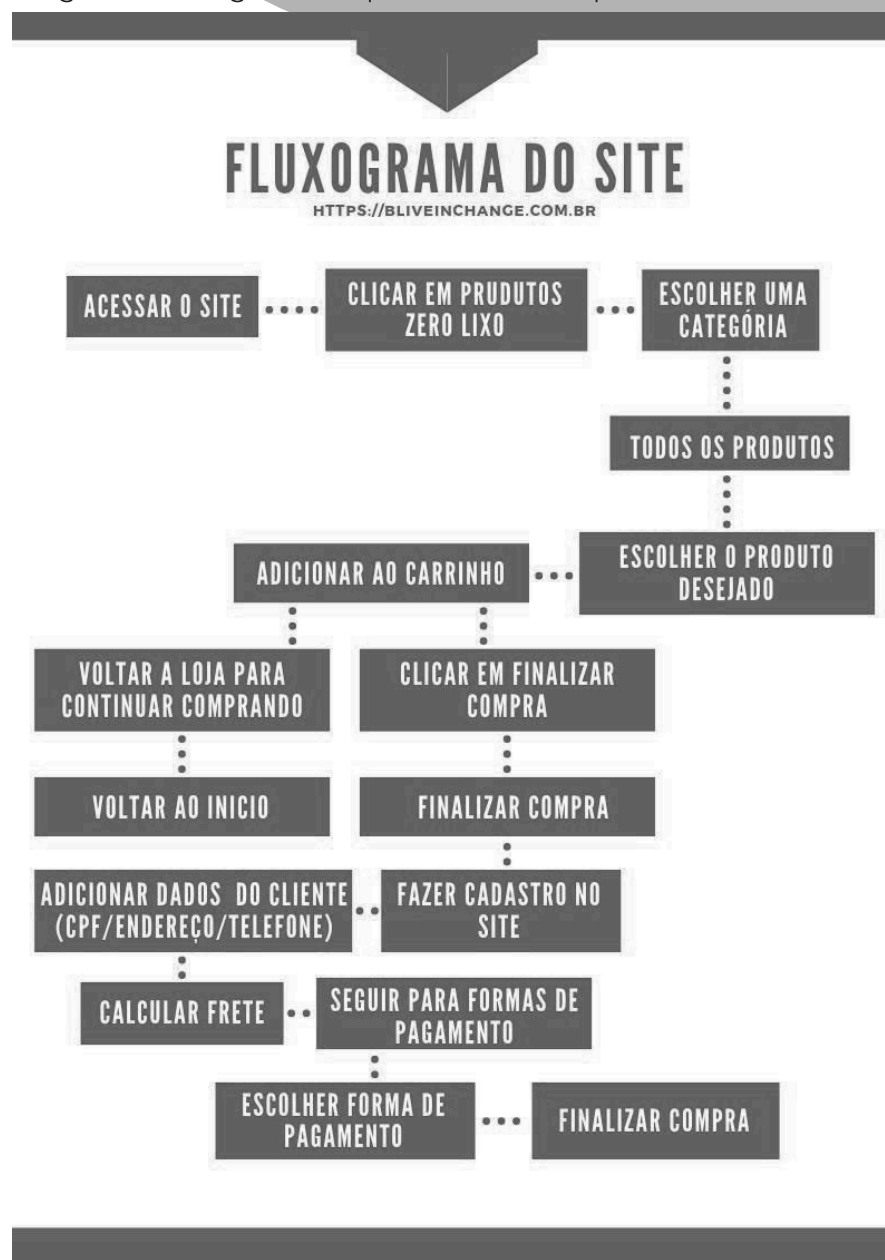 FLUXOGRAMA DO SITE
HTTPS://BLIVEINCHANGE.COM.BR
ACESSAR O SITE
CLICAR EM PRUDUTOS
ZERO LIXO
ESCOLHER UMA
CATEGÓRIA
TODOS OS PRODUTOS
ESCOLHER O PRODUTO
DESEJADO
ADICIONAR AO CARRINHO
VOLTAR A LOJA PARA
CONTINUAR COMPRANDO
CLICAR EM FINALIZAR
COMPRA
VOLTAR AO INICIO
FINALIZAR COMPRA
ADICIONAR DADOS DO CLIENTE
(CPF/ENDEREÇO/TELEFONE)
FAZER CADASTRO NO
SITE
CALCULAR FRETE
SEGUIR PARA FORMAS DE
PAGAMENTO
ESCOLHER FORMA DE
PAGAMENTO
FINALIZAR COMPRA